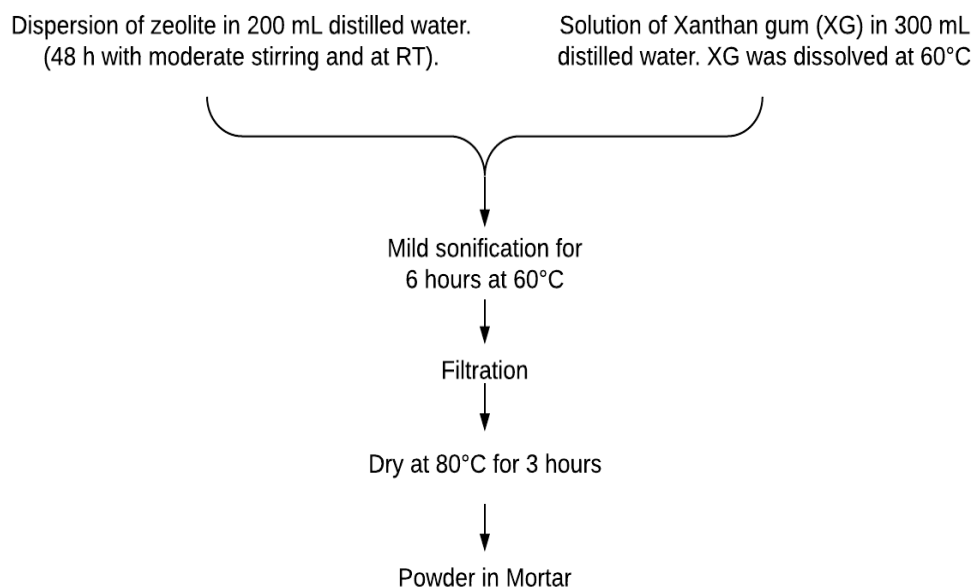 Dispersion of zeolite in 200 mL distilled water.
(48 h with moderate stirring and at RT).
Solution of Xanthan gum (XG) in 300 mL
distilled water. XG was dissolved at 60°C
Mild sonification for
6 hours at 60°C
Filtration
Dry at 80°C for 3 hours
Powder in Mortar